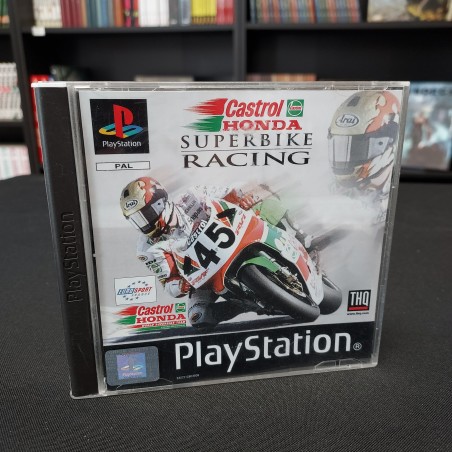 PlayStation
PlayStation
PAL
Castrol
HONDA
SUPERBIKE
RACING
Arai
45
EUROSPORT
Castrol
HONDA
THQ
PlayStation